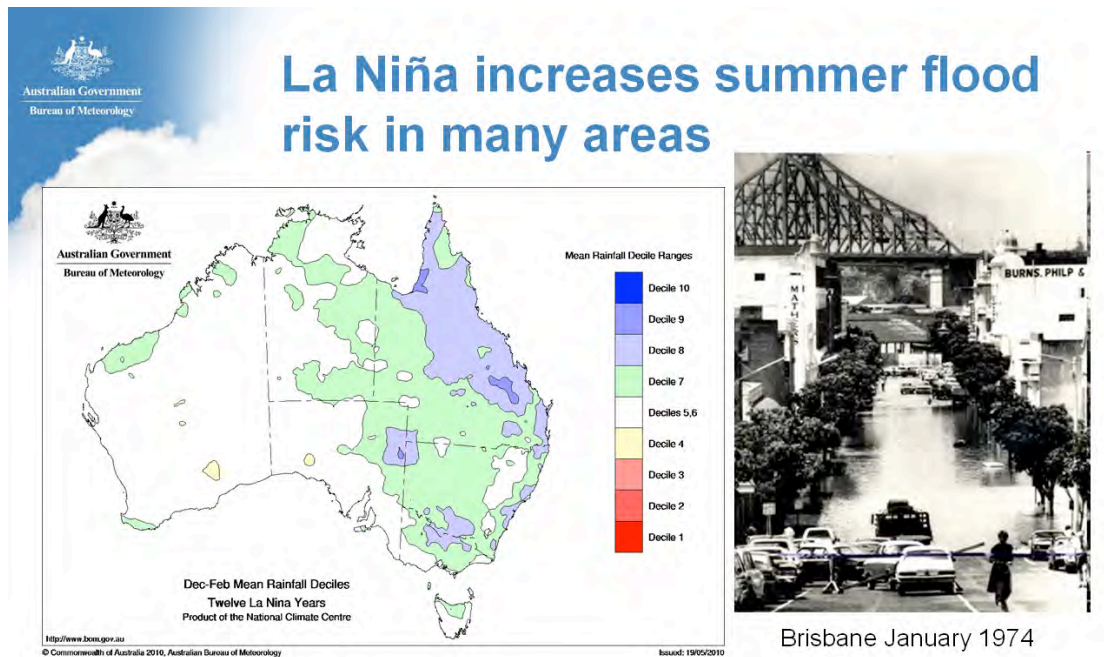 Australian Government
Bureau of Meteorology
La Niña increases summer flood
risk in many areas
Australian Government
Bureau of Meteorology
Mean Rainfall Decile Ranges
Decile 10
Decile 9
Decile 8
Decile 7
Deciles 5,6
Decile 4
Decile 3
Decile 2
Decile 1
Dec-Feb Mean Rainfall Deciles
Twelve La Nina Years
Product of the National Climate Centre
http://www.bom.gov.au
© Commonwealth of Australia 2010, Australian Bureau of Meteorology
Issued: 19/05/2010
BURNS, PHILP &
MATH
Brisbane January 1974